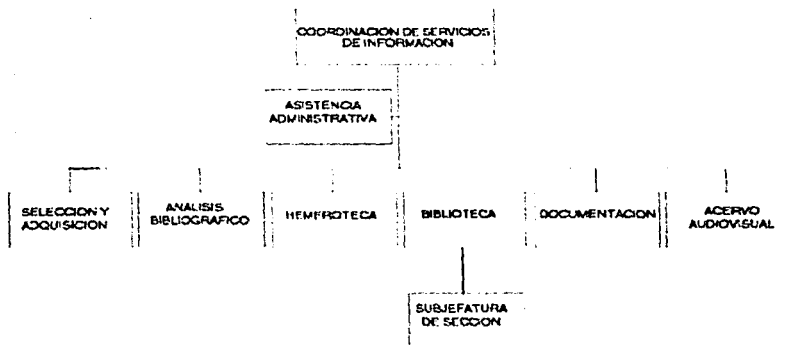 COORDINACION DE SERVICIOS
DE INFORMACION
ASISTENCIA
ADMINISTRATIVA
SELECCION Y
ADQUISICION
ANALISIS
BIBLIOGRAFICO
HEMEROTECA
BIBLIOTECA
DOCUMENTACION
ACERVO
AUDIOVISUAL
SUBJEFATURA
DE SECCION